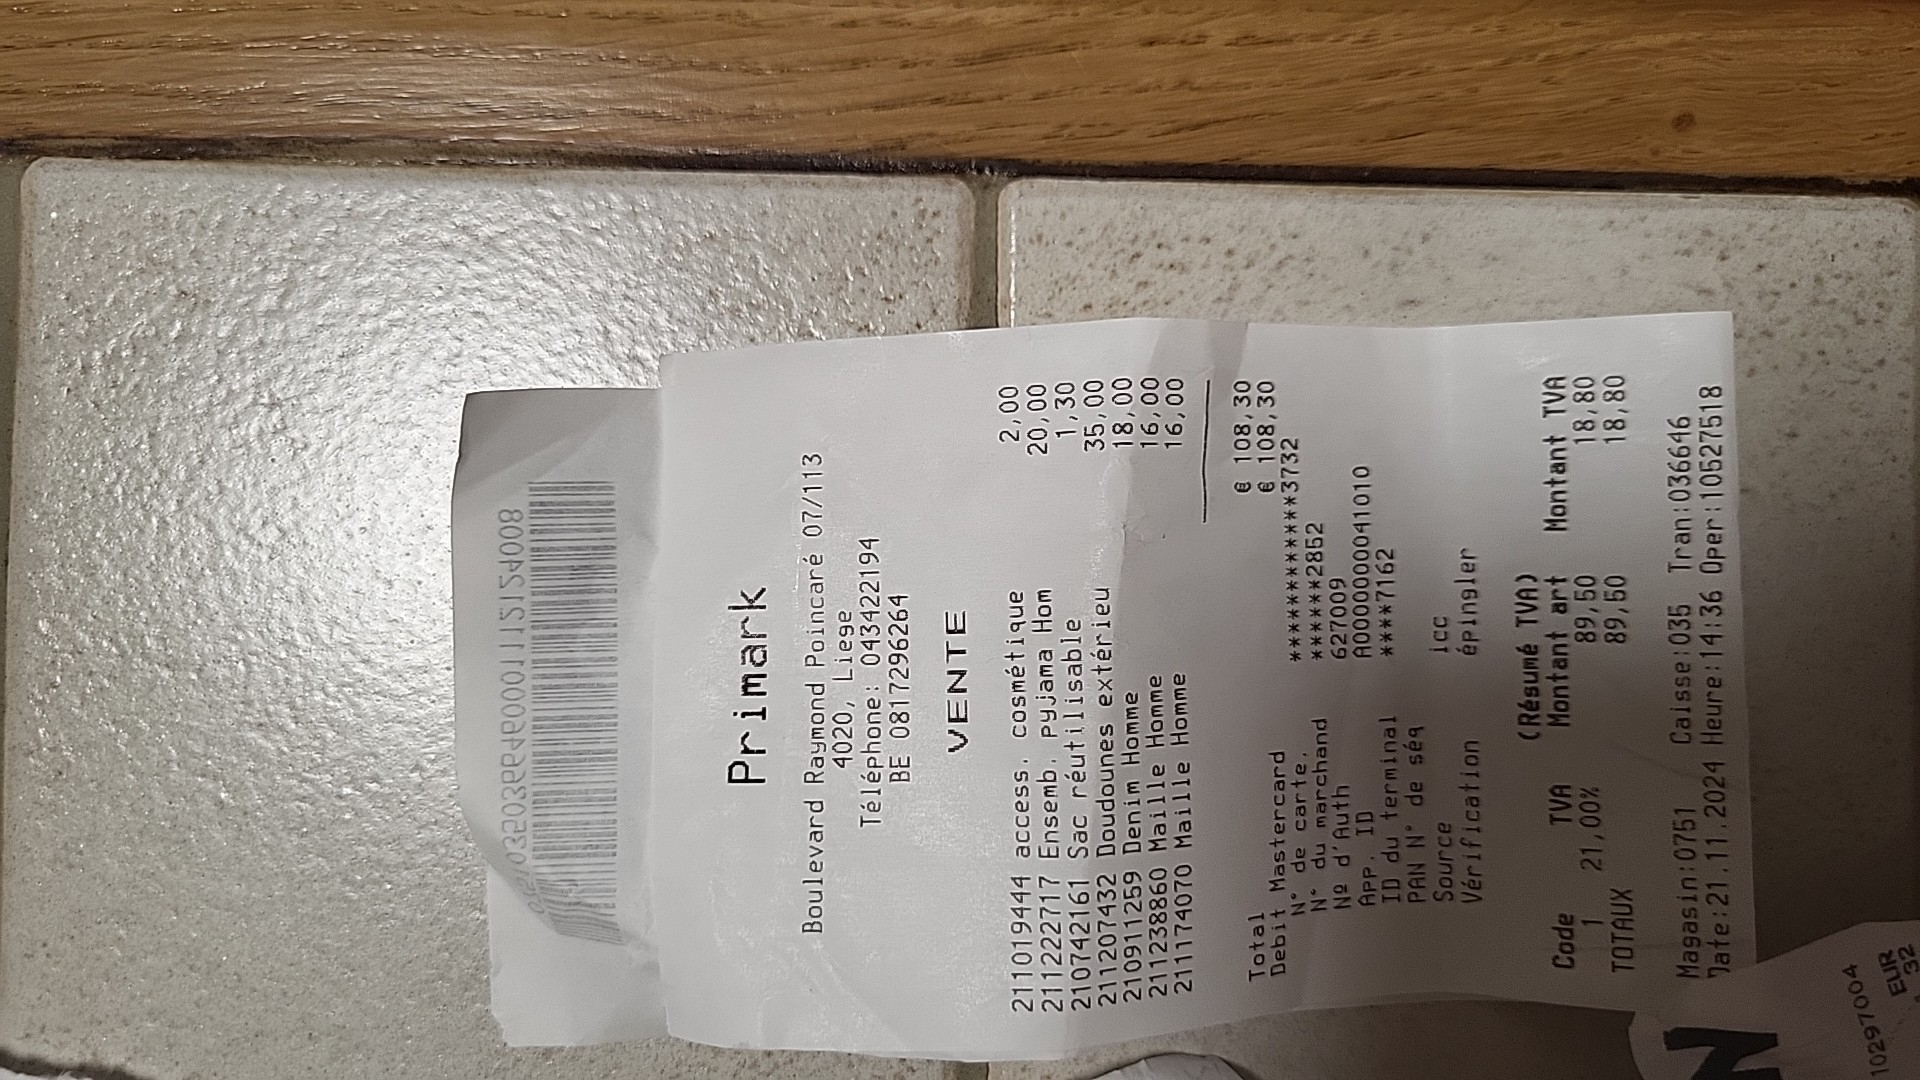 Primark
Boulevard Raymond Poincaré 07/113
4020, Liege
Téléphone: 043422194
BE 0817296264
VENTE
211019444 access. cosmétique 2,00
211222717 Ensemb. pyjama Hom 20,00
210742161 Sac réutilisable 1,30
211207432 Doudounes extérieu 35,00
210911259 Denim Homme 18,00
211238860 Maille Homme 16,00
211174070 Maille Homme 16,00
Total € 108,30
Debit Mastercard € 108,30
N° de carte. ************3732
N° du marchand ******2852
Nº d'Auth 627009
App. ID A0000000041010
ID du terminal ****7162
PAN N° de séq
Source icc
Vérification épingler
(Résumé TVA)
Code TVA Montant art Montant TVA
1 21,00% 89,50 18,80
TOTAUX 89,50 18,80
Magasin:0751 Caisse:035 Tran:036646
Date:21.11.2024 Heure:14:36 Oper:10527518
N
10297004
EUR
32